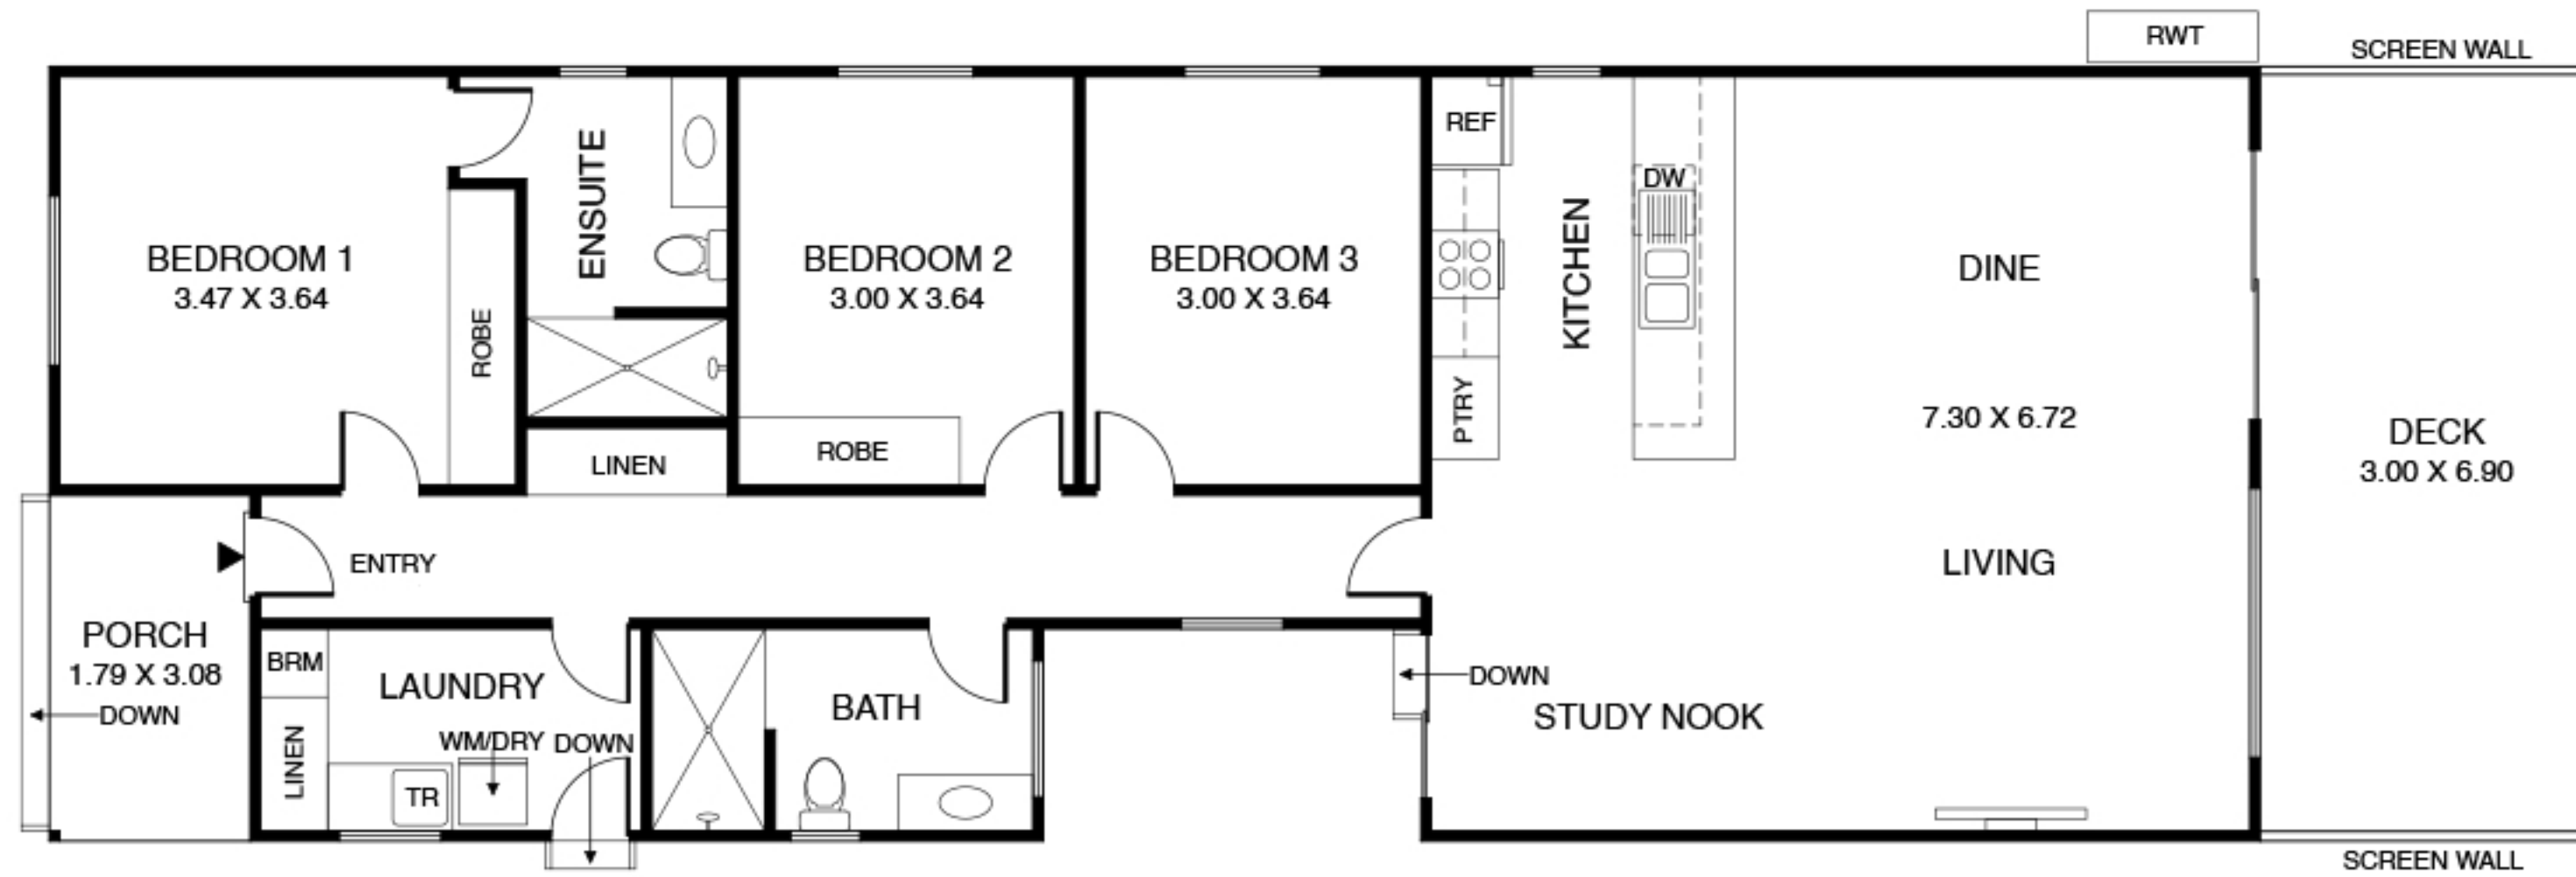 RWT
SCREEN WALL
BEDROOM 1
3.47 X 3.64
ROBE
ENSUITE
LINEN
BEDROOM 2
3.00 X 3.64
ROBE
BEDROOM 3
3.00 X 3.64
REF
PTRY
KITCHEN
DW
DINE
7.30 X 6.72
LIVING
DECK
3.00 X 6.90
ENTRY
PORCH
1.79 X 3.08
DOWN
BRM
LINEN
LAUNDRY
WM/DRY
DOWN
TR
BATH
DOWN
STUDY NOOK
SCREEN WALL